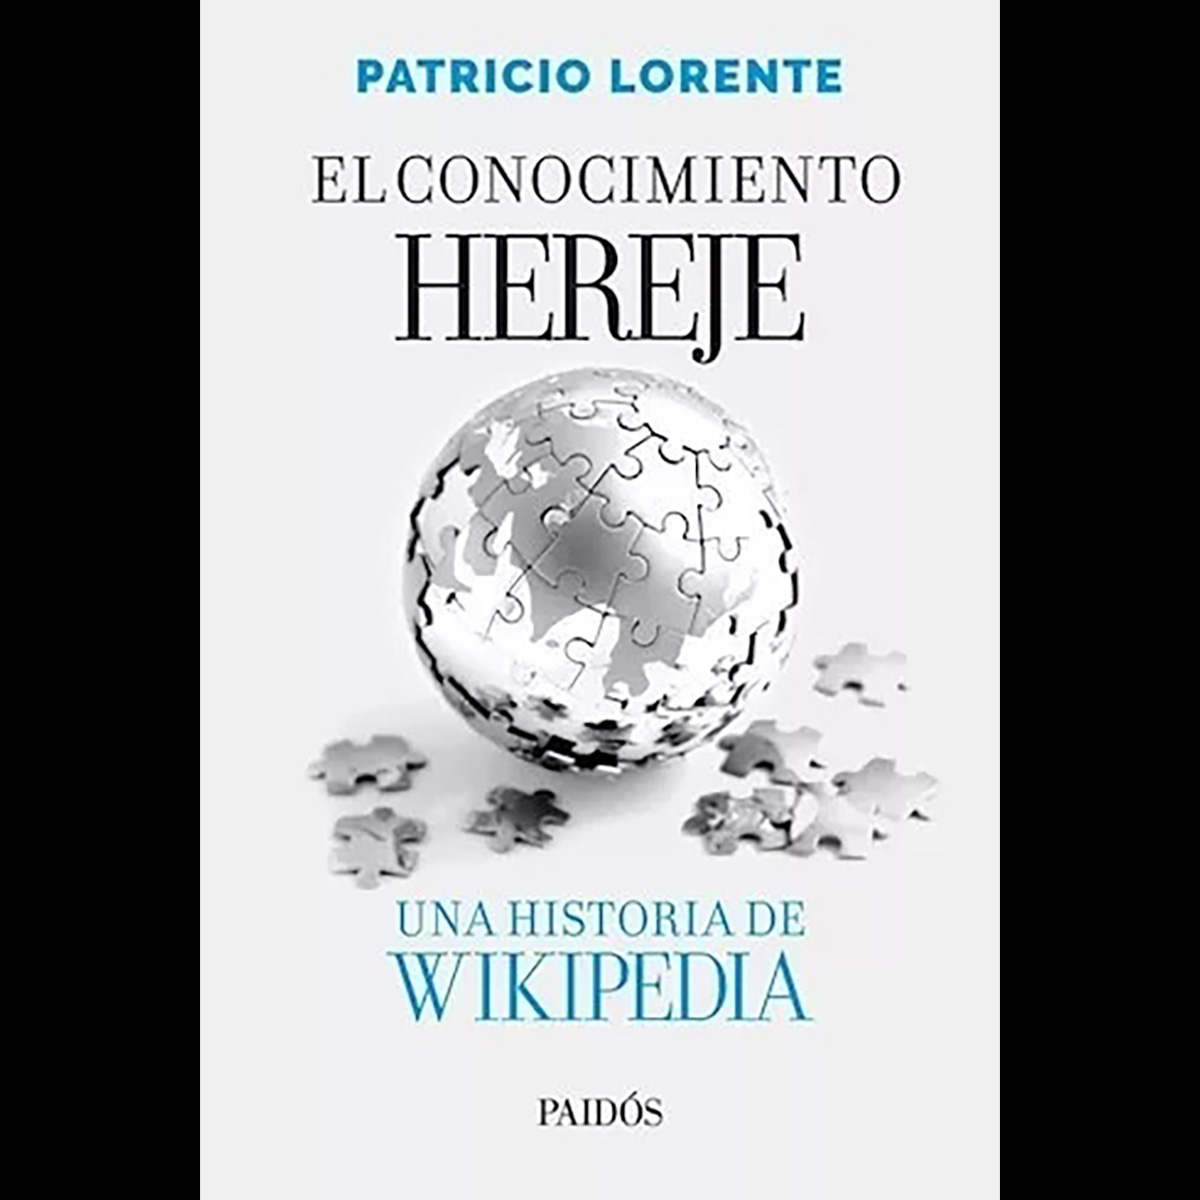 PATRICIO LORENTE
EL CONOCIMIENTO
HEREJE
UNA HISTORIA DE
WIKIPEDIA
PAIDÓS